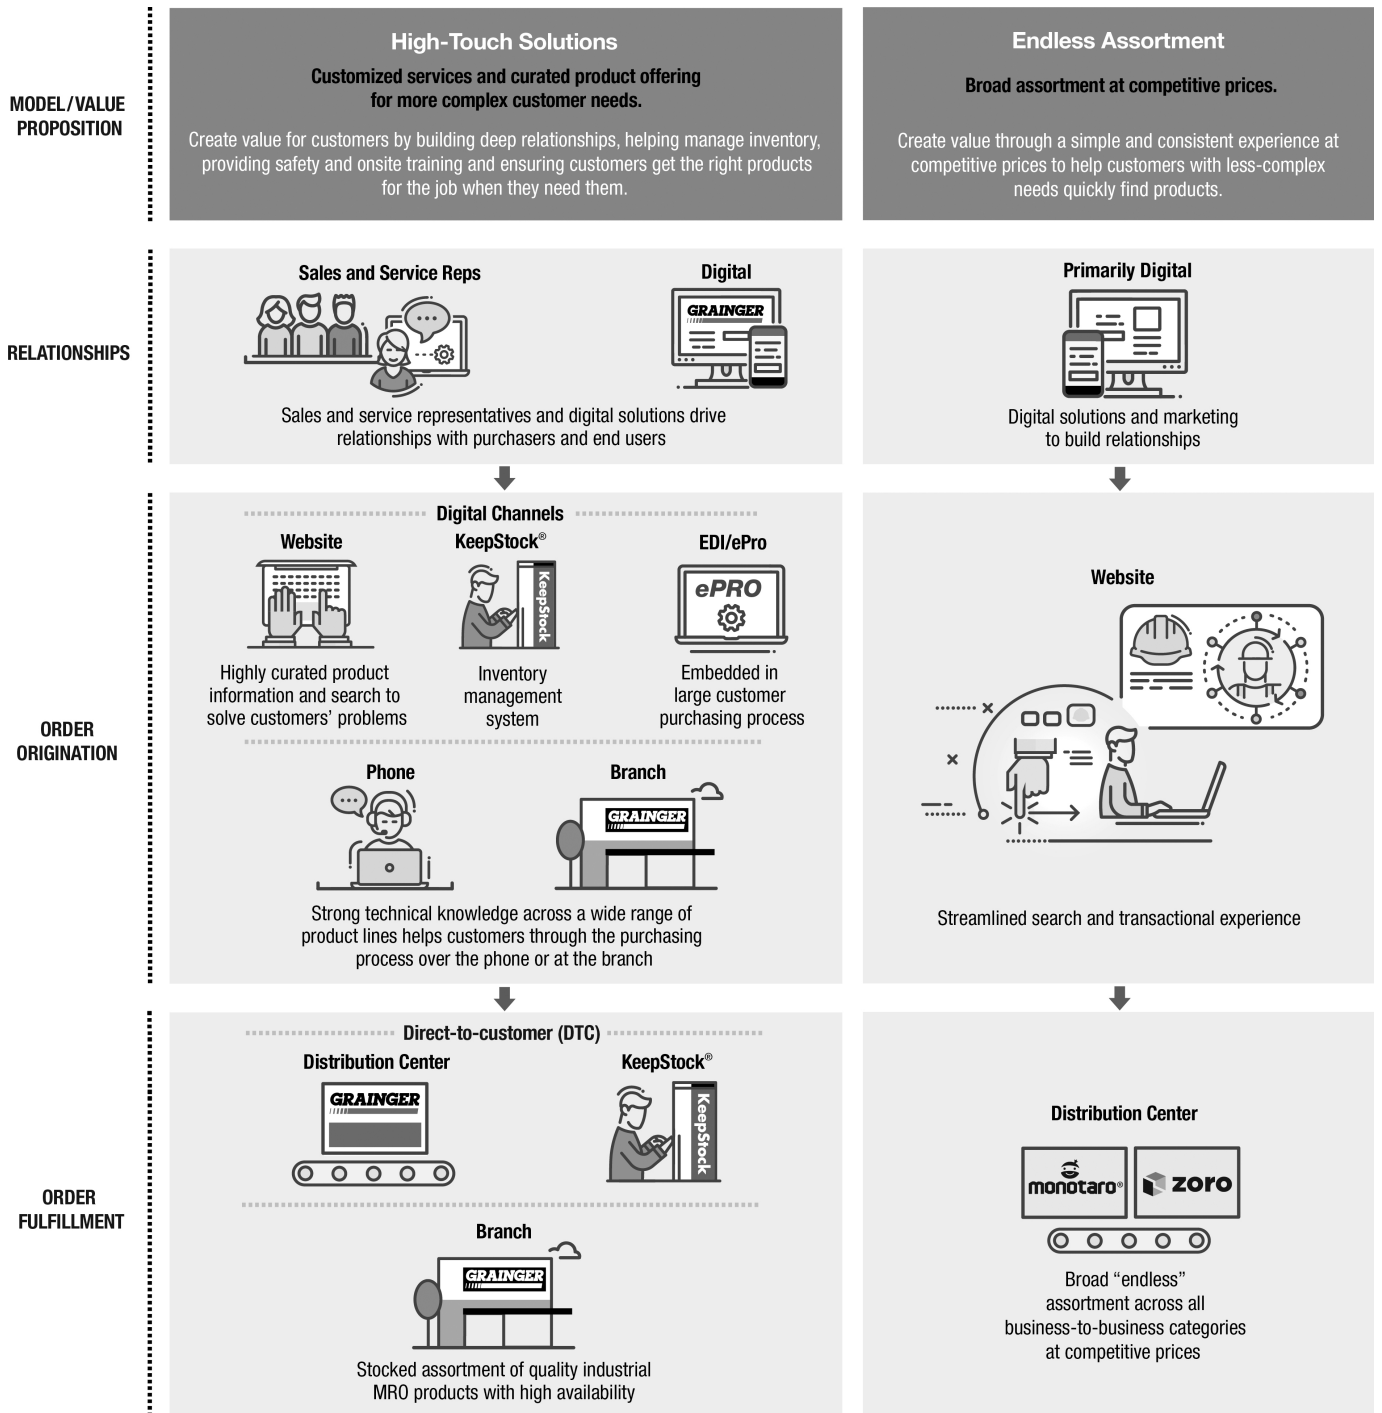 MODEL/VALUE
PROPOSITION
High-Touch Solutions
Customized services and curated product offering
for more complex customer needs.
Create value for customers by building deep relationships, helping manage inventory,
providing safety and onsite training and ensuring customers get the right products
for the job when they need them.
Endless Assortment
Broad assortment at competitive prices.
Create value through a simple and consistent experience at
competitive prices to help customers with less-complex
needs quickly find products.
RELATIONSHIPS
Sales and Service Reps
Digital
GRAINGER
Sales and service representatives and digital solutions drive
relationships with purchasers and end users
Primarily Digital
Digital solutions and marketing
to build relationships
ORDER
ORIGINATION
Digital Channels
Website
Highly curated product
information and search to
solve customers’ problems
KeepStock®
KeepStock
Inventory
management
system
EDI/ePro
ePRO
Embedded in
large customer
purchasing process
Phone
Branch
GRAINGER
Strong technical knowledge across a wide range of
product lines helps customers through the purchasing
process over the phone or at the branch
Website
Streamlined search and transactional experience
ORDER
FULFILLMENT
Direct-to-customer (DTC)
Distribution Center
GRAINGER
KeepStock®
KeepStock
Branch
GRAINGER
Stocked assortment of quality industrial
MRO products with high availability
Distribution Center
monotaro®
zoro
Broad “endless”
assortment across all
business-to-business categories
at competitive prices